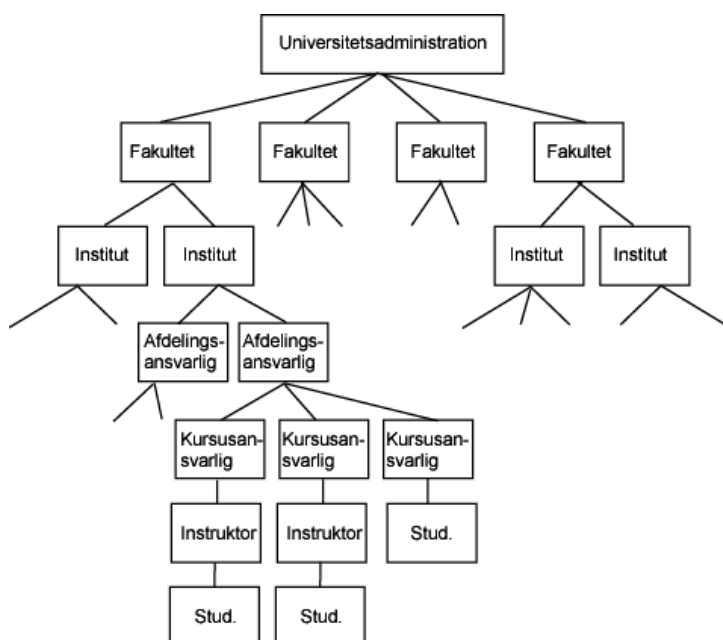 Universitetsadministration
Fakultet
Fakultet
Fakultet
Fakultet
Institut
Institut
Institut
Institut
Afdelings-
ansvarlig
Afdelings-
ansvarlig
Kursusan-
svarlig
Kursusan-
svarlig
Kursusan-
svarlig
Instruktor
Instruktor
Stud.
Stud.
Stud.